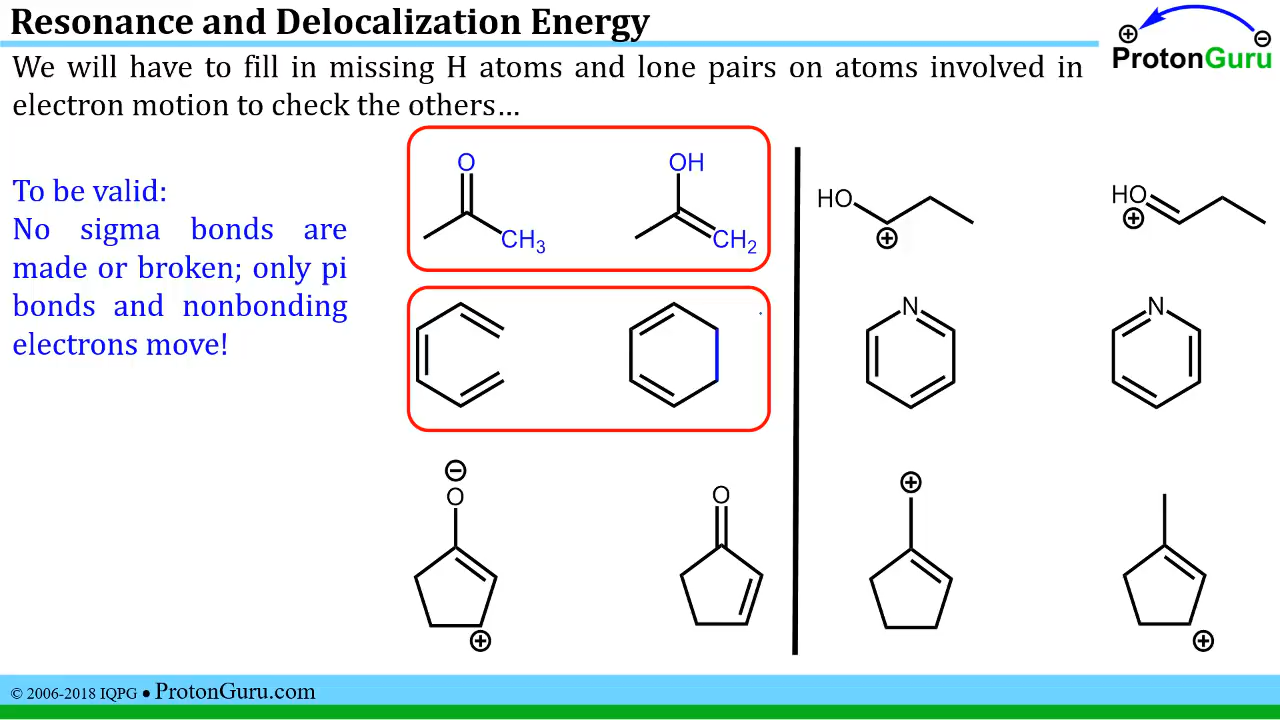 Resonance and Delocalization Energy
We will have to fill in missing H atoms and lone pairs on atoms involved in
electron motion to check the others…
ProtonGuru
To be valid:
No sigma bonds are
made or broken; only pi
bonds and nonbonding
electrons move!
O
CH3
OH
CH2
HO
⊕
HO
⊕
N
N
⊖
O
⊕
O
⊕
⊕
© 2006-2018 IQPG ● ProtonGuru.com